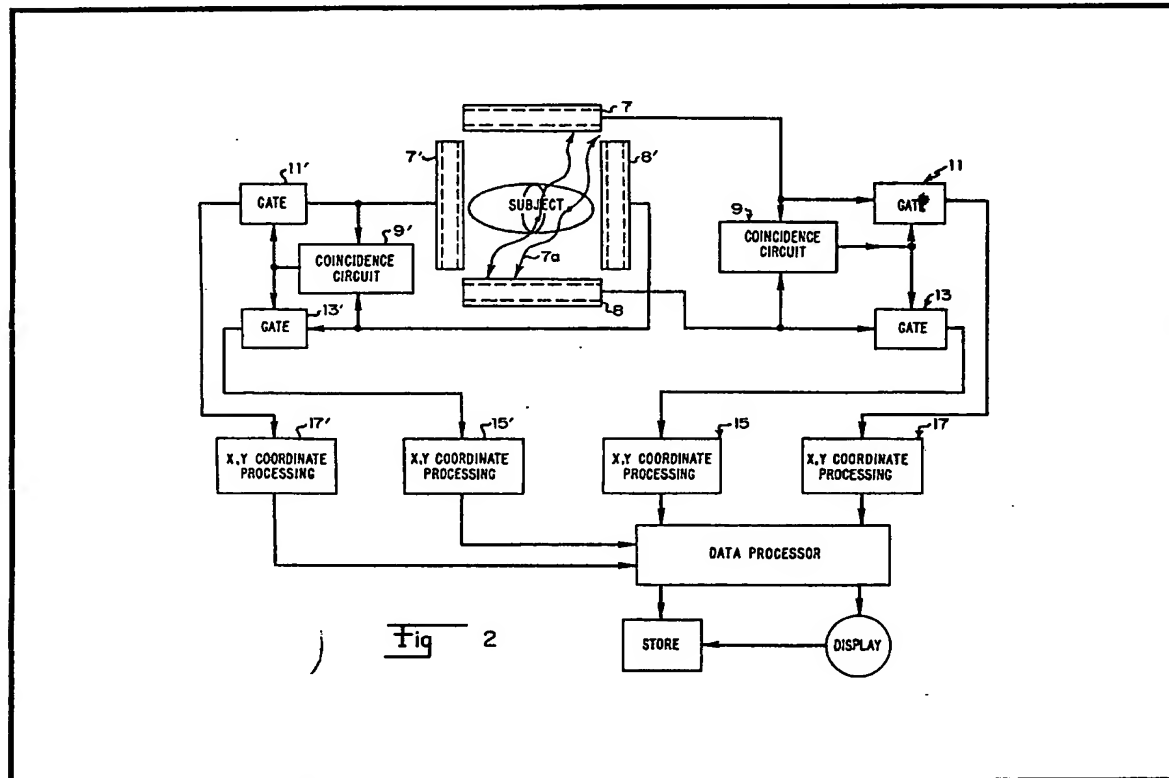 7
7'
8'
11'
11
GATE
SUBJECT
GATE
9'
9
COINCIDENCE
CIRCUIT
COINCIDENCE
CIRCUIT
7a
13'
13
GATE
8
GATE
17'
15'
15
17
X,Y COORDINATE
PROCESSING
X,Y COORDINATE
PROCESSING
X,Y COORDINATE
PROCESSING
X,Y COORDINATE
PROCESSING
DATA PROCESSOR
STORE
DISPLAY
Fig 2